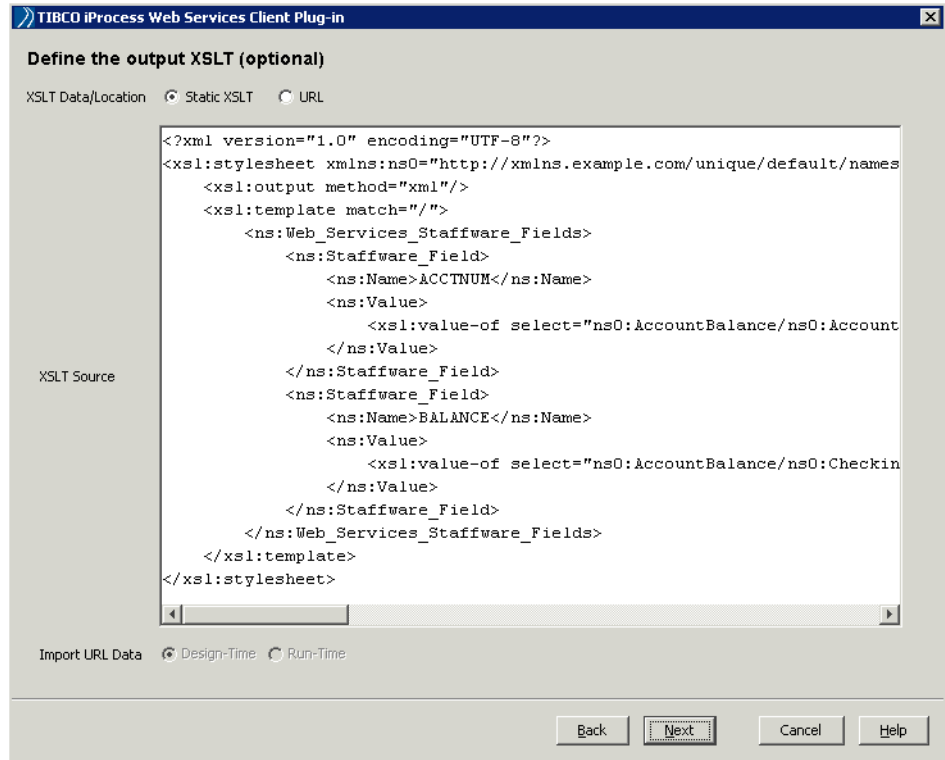 TIBCO iProcess Web Services Client Plug-in
Define the output XSLT (optional)
XSLT Data/Location Static XSLT URL
<?xml version="1.0" encoding="UTF-8"?>
<xsl:stylesheet xmlns:ns0="http://xmlns.example.com/unique/default/names
<xsl:output method="xml"/>
<xsl:template match="/">
<ns:Web_Services_Staffware_Fields>
<ns:Staffware_Field>
<ns:Name>ACCTNUM</ns:Name>
<ns:Value>
<xsl:value-of select="ns0:AccountBalance/ns0:Account
</ns:Value>
</ns:Staffware_Field>
XSLT Source
<ns:Staffware_Field>
<ns:Name>BALANCE</ns:Name>
<ns:Value>
<xsl:value-of select="ns0:AccountBalance/ns0:Checkin
</ns:Value>
</ns:Staffware_Field>
</ns:Web_Services_Staffware_Fields>
</xsl:template>
</xsl:stylesheet>
Import URL Data Design-Time Run-Time
Back Next Cancel Help